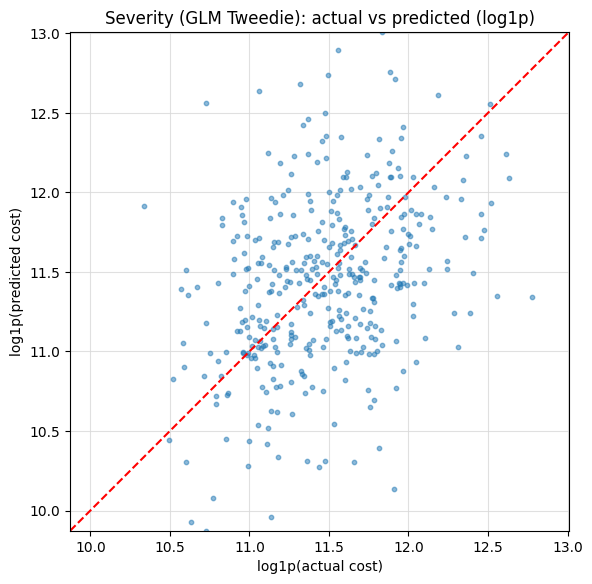 Severity (GLM Tweedie): actual vs predicted (log1p)
13.0
12.5
12.0
11.5
11.0
10.5
10.0
log1p(predicted cost)
10.0 10.5 11.0 11.5 12.0 12.5 13.0
log1p(actual cost)